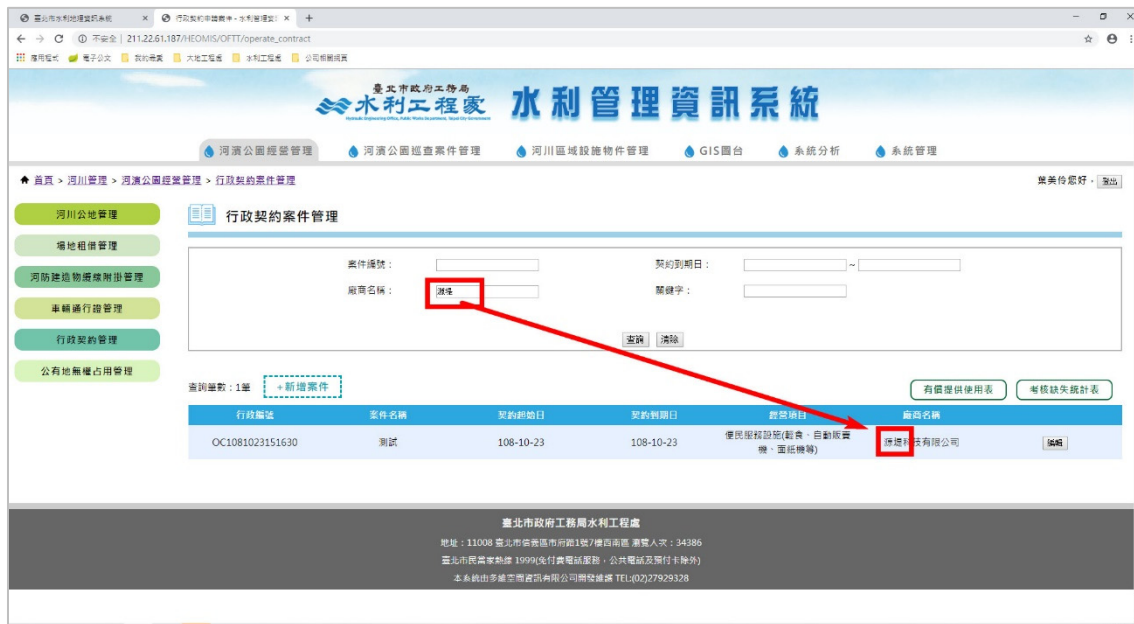 臺北市水利地理資訊系統
行政契約申請案件 - 水利管理資訊
不安全 | 211.22.61.187/HEOMIS/OFTT/operate_contract
應用程式 電子公文 我的最愛 大地工程處 水利工程處 公司相關網頁
臺北市政府工務局
水利工程處 水利管理資訊系統
河濱公園經營管理 河濱公園巡查案件管理 河川區域設施物件管理 GIS圖台 系統分析 系統管理
首頁 > 河川管理 > 河濱公園經營管理 > 行政契約案件管理
葉美伶您好。 登出
河川公地管理
場地租借管理
河防建造物纜線附掛管理
車輛通行證管理
行政契約管理
公有地無權占用管理
行政契約案件管理
案件編號： 契約到期日： ~
廠商名稱： 關鍵字：
查詢 清除
查詢筆數：1筆 +新增案件 有償提供使用表 考核缺失統計表
行政編號 案件名稱 契約起始日 契約到期日 經營項目 廠商名稱
OC1081023151630 測試 108-10-23 108-10-23 便民服務設施(輕食、自動販賣機、面紙機等) 科技有限公司 編輯
臺北市政府工務局水利工程處
地址：11008 臺北市信義區市府路1號7樓西南區 瀏覽人次：34386
臺北市民當家熱線 1999(免付費電話服務，公共電話及預付卡除外)
本系統由多維空間資訊有限公司開發維護 TEL:(02)27929328